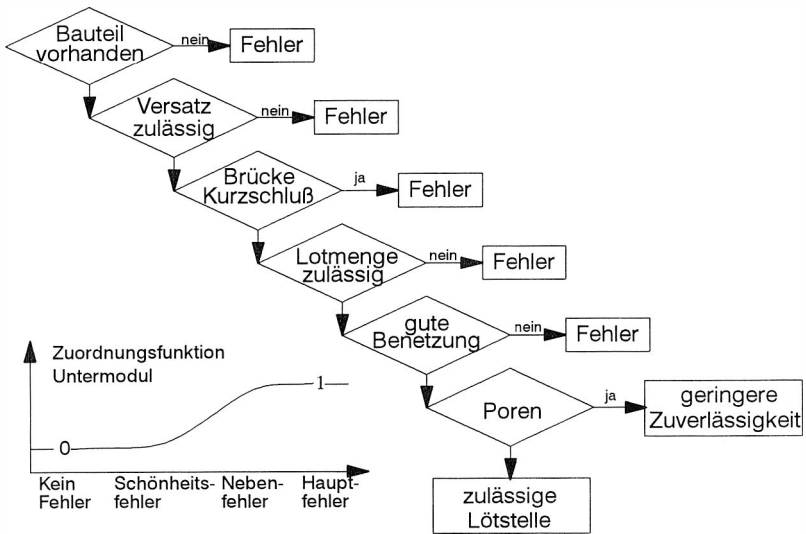 Bauteil
vorhanden
nein
Fehler
Versatz
zulässig
nein
Fehler
Brücke
Kurzschluß
ja
Fehler
Lotmenge
zulässig
nein
Fehler
gute
Benetzung
nein
Fehler
Poren
ja
geringere
Zuverlässigkeit
zulässige
Lötstelle
Zuordnungsfunktion
Untermodul
0
1
Kein
Fehler
Schönheits-
fehler
Neben-
fehler
Haupt-
fehler